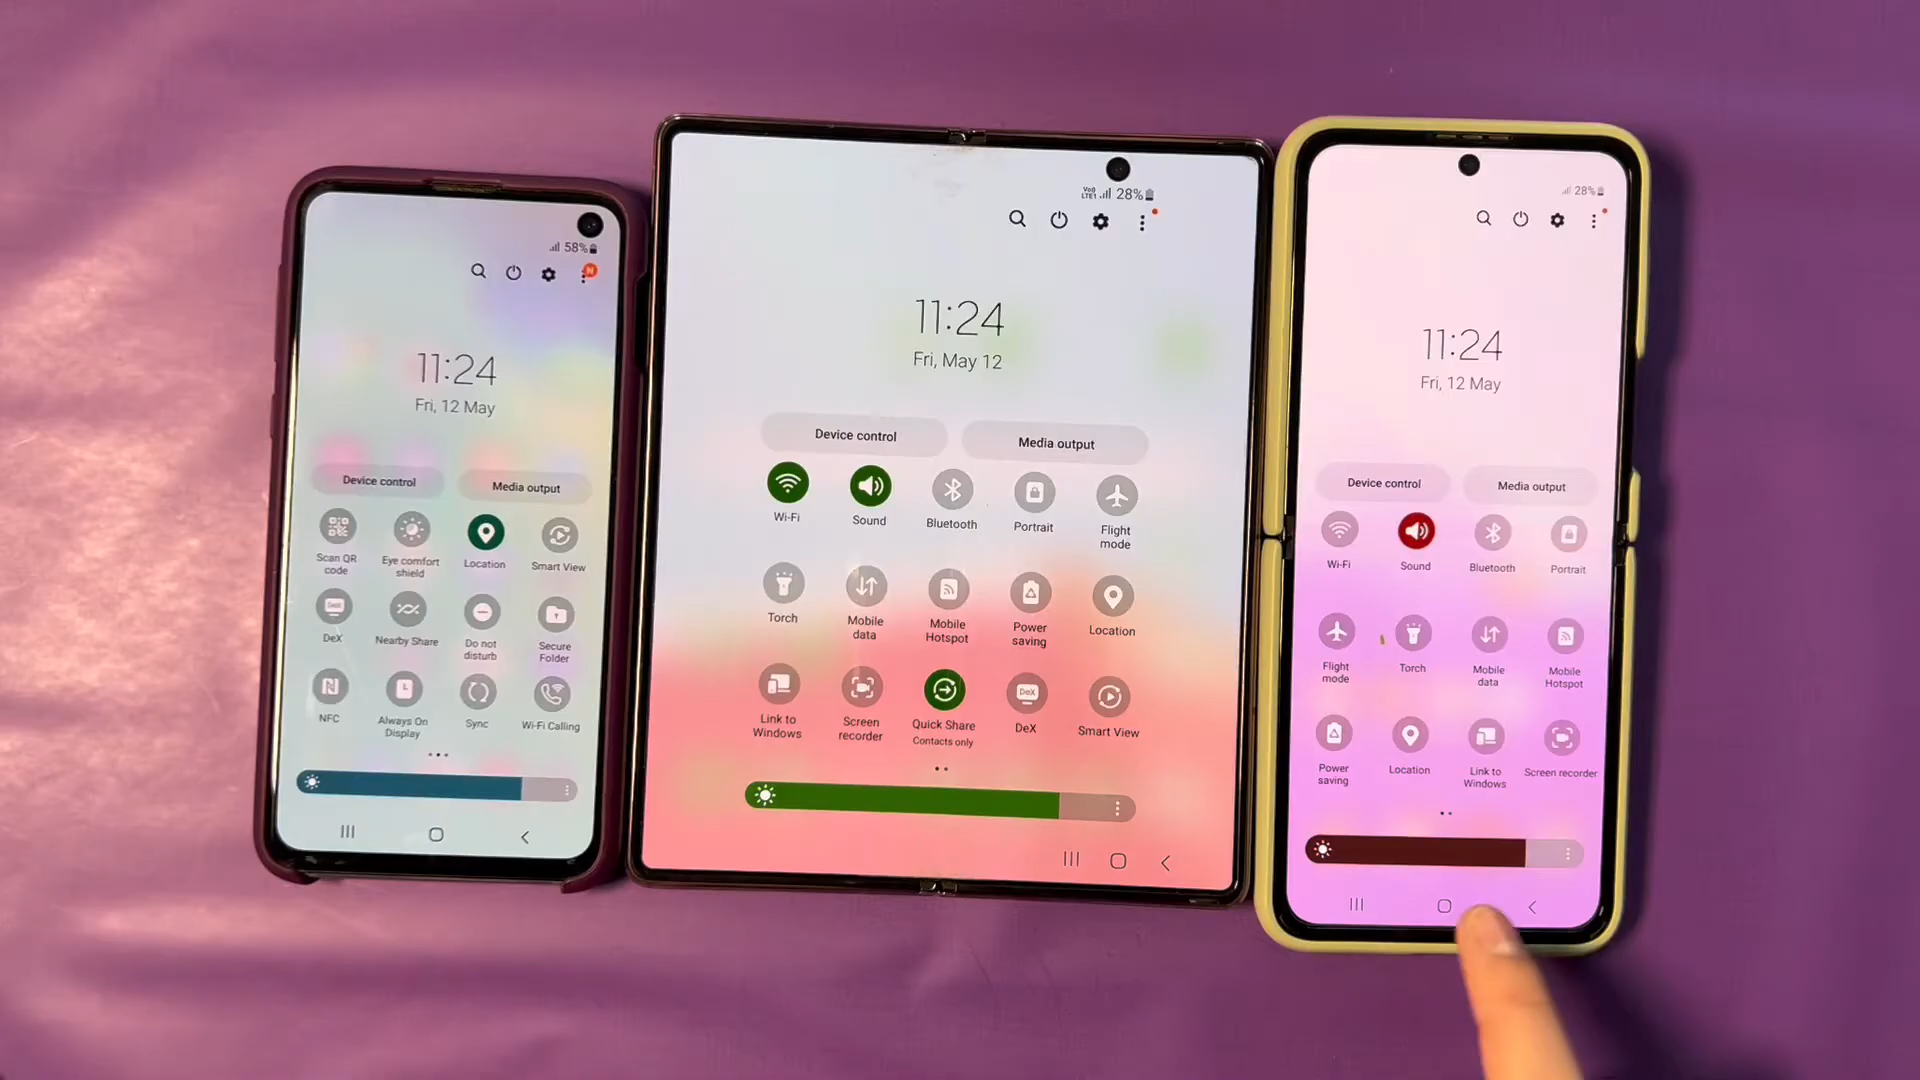 58%
N
11:24
Fri, 12 May
Device control
Media output
Scan QR
code
Eye comfort
shield
Location
Smart View
DeX
DeX
Nearby Share
Do not
disturb
Secure
Folder
NFC
Always On
Display
Sync
Wi-Fi Calling
28%
11:24
Fri, May 12
Device control
Media output
Wi-Fi
Sound
Bluetooth
Portrait
Flight
mode
Torch
Mobile
data
Mobile
Hotspot
Power
saving
Location
Link to
Windows
Screen
recorder
Quick Share
Contacts only
DeX
DeX
Smart View
28%
11:24
Fri, 12 May
Device control
Media output
Wi-Fi
Sound
Bluetooth
Portrait
Flight
mode
Torch
Mobile
data
Mobile
Hotspot
Power
saving
Location
Link to
Windows
Screen recorder